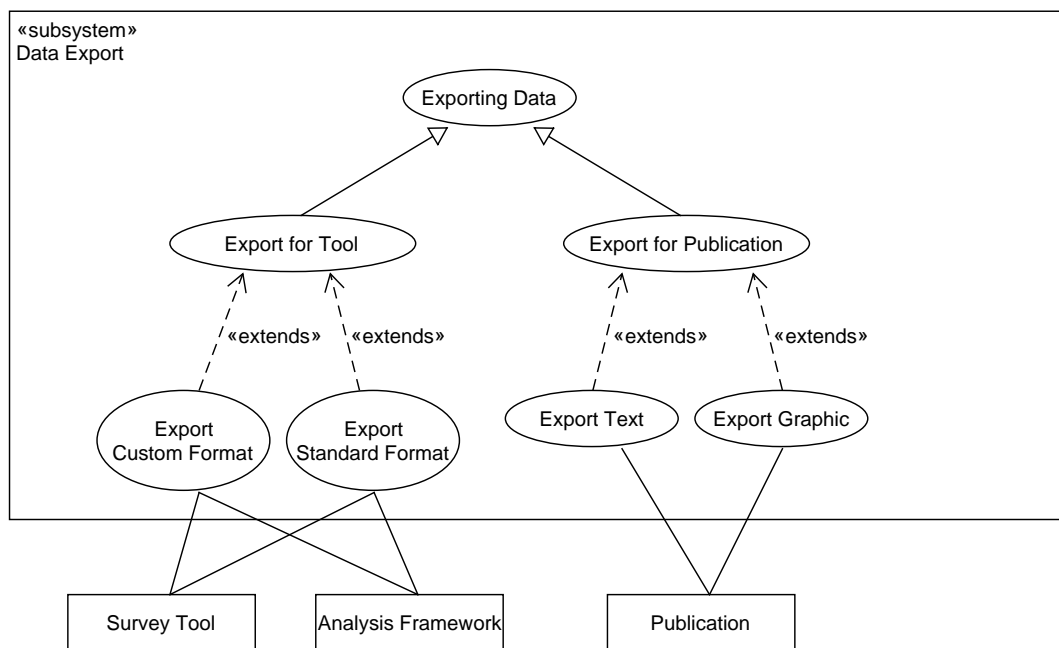 «subsystem»
Data Export
Exporting Data
Export for Tool
Export for Publication
«extends»
«extends»
«extends»
«extends»
Export
Custom Format
Export
Standard Format
Export Text
Export Graphic
Survey Tool
Analysis Framework
Publication